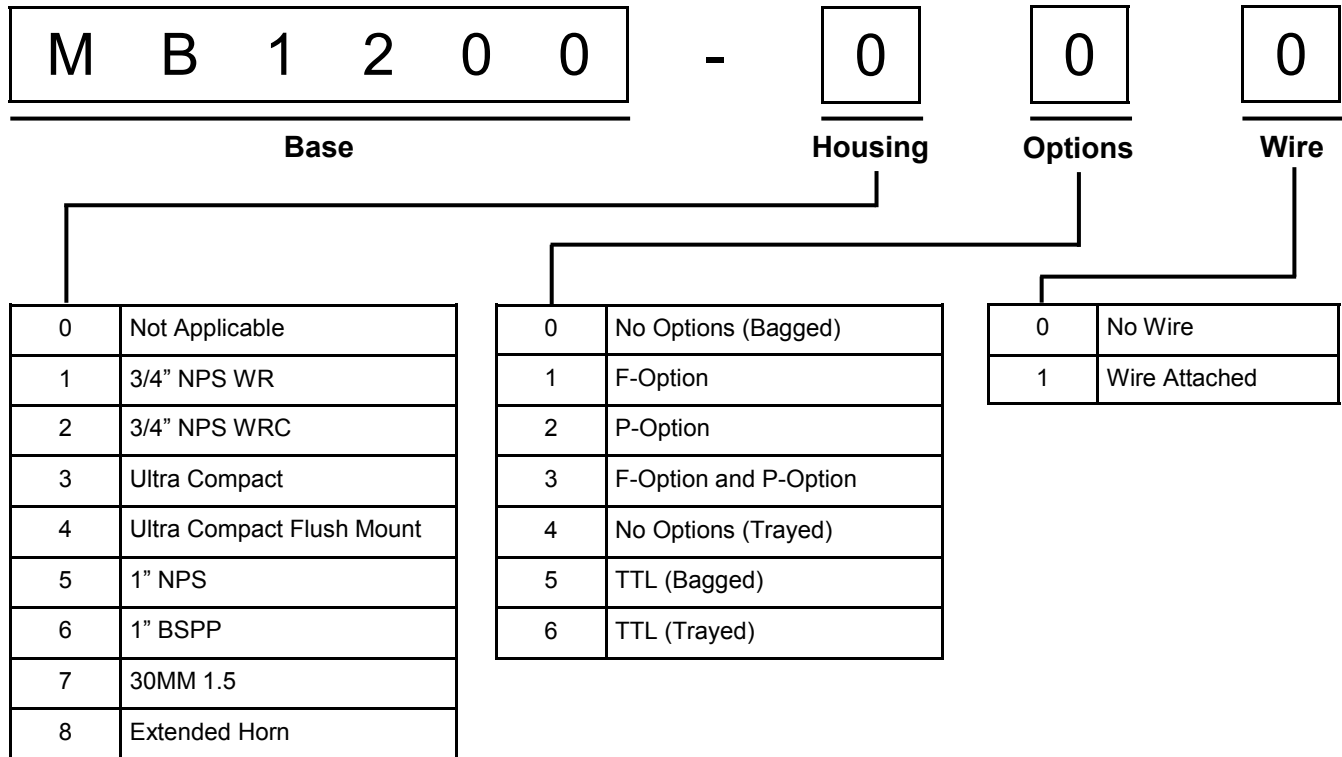 M B 1 2 0 0 - 0 0 0
Base Housing Options Wire
0 Not Applicable
1 3/4” NPS WR
2 3/4” NPS WRC
3 Ultra Compact
4 Ultra Compact Flush Mount
5 1” NPS
6 1” BSPP
7 30MM 1.5
8 Extended Horn
0 No Options (Bagged)
1 F-Option
2 P-Option
3 F-Option and P-Option
4 No Options (Trayed)
5 TTL (Bagged)
6 TTL (Trayed)
0 No Wire
1 Wire Attached